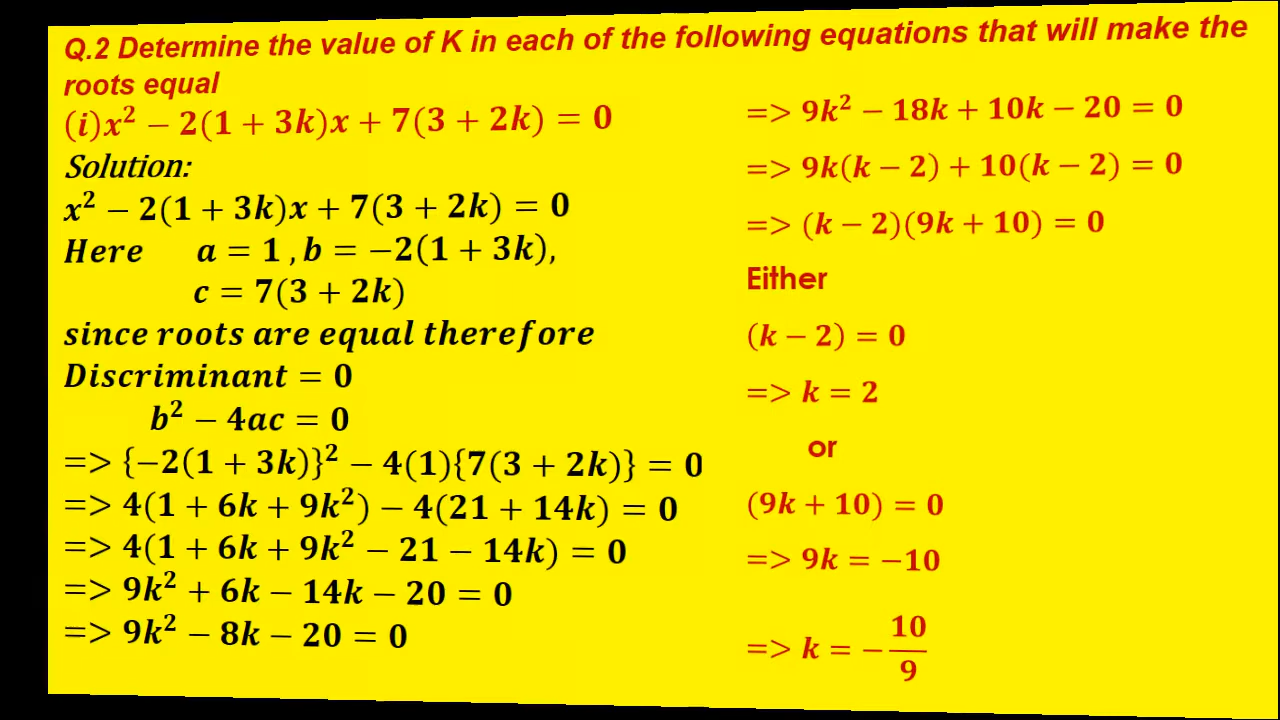 Q.2 Determine the value of K in each of the following equations that will make the
roots equal
(i)x² − 2(1 + 3k)x + 7(3 + 2k) = 0
Solution:
x² − 2(1 + 3k)x + 7(3 + 2k) = 0
Here a = 1 , b = −2(1 + 3k),
c = 7(3 + 2k)
since roots are equal therefore
Discriminant = 0
b² − 4ac = 0
=> {−2(1 + 3k)}² − 4(1){7(3 + 2k)} = 0
=> 4(1 + 6k + 9k²) − 4(21 + 14k) = 0
=> 4(1 + 6k + 9k² − 21 − 14k) = 0
=> 9k² + 6k − 14k − 20 = 0
=> 9k² − 8k − 20 = 0
=> 9k² − 18k + 10k − 20 = 0
=> 9k(k − 2) + 10(k − 2) = 0
=> (k − 2)(9k + 10) = 0
Either
(k − 2) = 0
=> k = 2
or
(9k + 10) = 0
=> 9k = −10
=> k = −10/9